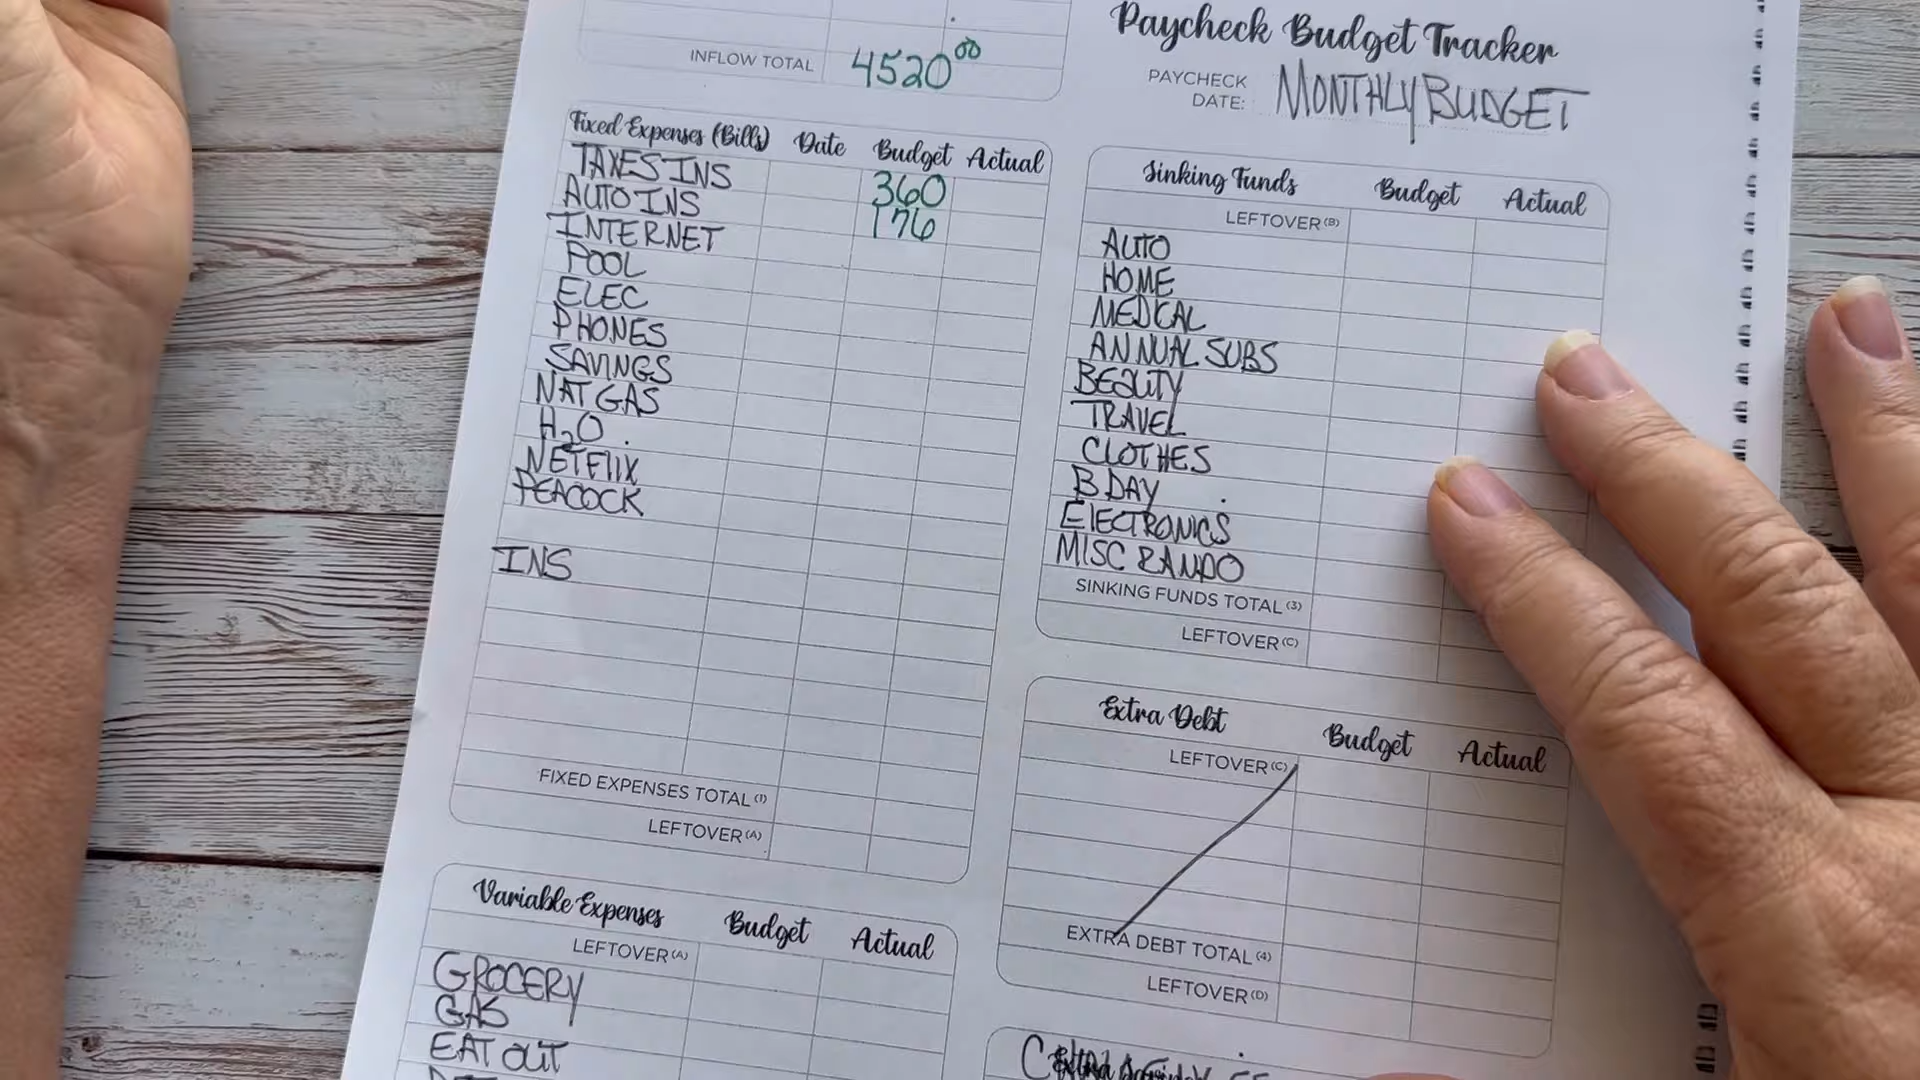 INFLOW TOTAL 4520.00
Fixed Expenses (Bills) Date Budget Actual
TAXES INS 360
AUTO INS 176
INTERNET
POOL
ELEC
PHONES
SAVINGS
NAT GAS
H2O
NETFLIX
PEACOCK
INS
FIXED EXPENSES TOTAL (1)
LEFTOVER (A)
Variable Expenses Budget Actual
LEFTOVER (A)
GROCERY
GAS
EAT OUT
Paycheck Budget Tracker
PAYCHECK DATE: MONTHLY BUDGET
Sinking Funds Budget Actual
LEFTOVER (B)
AUTO
HOME
MEDICAL
ANNUAL SUBS
BEAUTY
TRAVEL
CLOTHES
B DAY
ELECTRONICS
MISC RANDO
SINKING FUNDS TOTAL (3)
LEFTOVER (C)
Extra Debt Budget Actual
LEFTOVER (C)
EXTRA DEBT TOTAL (4)
LEFTOVER (D)